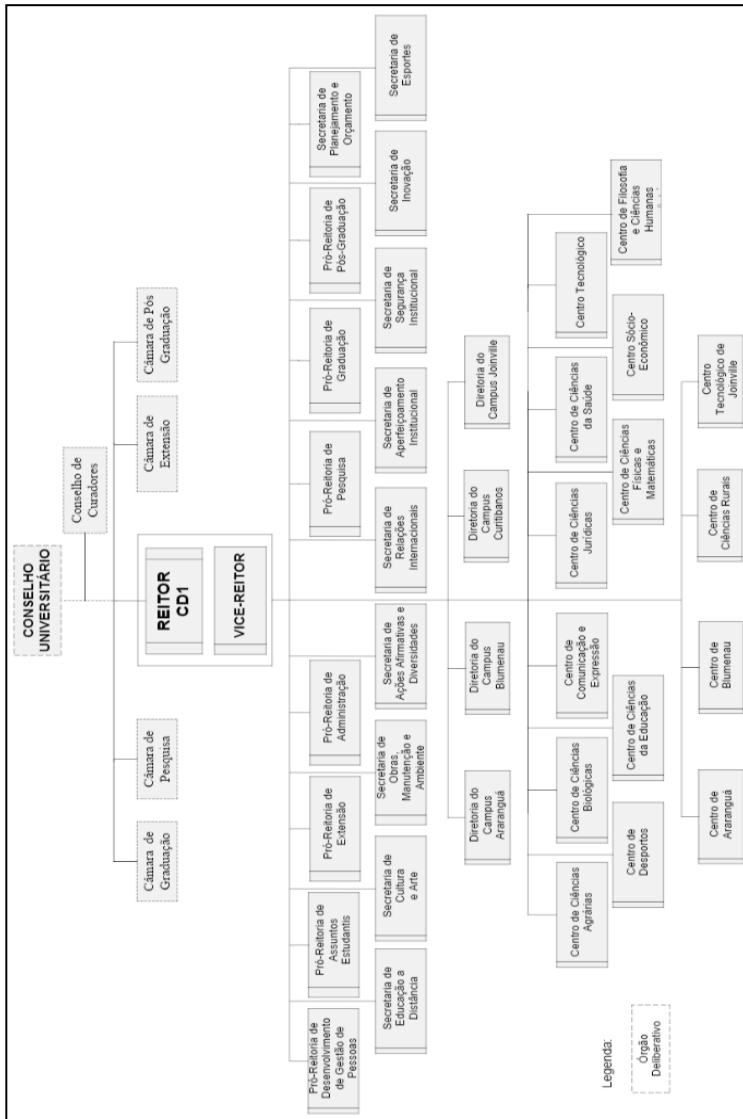 CONSELHO
UNIVERSITÁRIO
Conselho de
Curadores
Câmara de
Graduação
Câmara de
Pesquisa
Câmara de
Extensão
Câmara de Pós
Graduação
REITOR
CD1
VICE-REITOR
Pró-Reitoria de
Desenvolvimento
de Gestão de
Pessoas
Pró-Reitoria de
Assuntos
Estudantis
Pró-Reitoria de
Extensão
Pró-Reitoria de
Administração
Pró-Reitoria de
Pesquisa
Pró-Reitoria de
Graduação
Pró-Reitoria de
Pós-Graduação
Secretaria de
Planejamento e
Orçamento
Secretaria de
Educação a
Distância
Secretaria de
Cultura
e Arte
Secretaria de
Obras,
Manutenção e
Ambiente
Secretaria de
Ações Afirmativas e
Diversidades
Secretaria de
Relações
Internacionais
Secretaria de
Aperfeiçoamento
Institucional
Secretaria de
Segurança
Institucional
Secretaria de
Inovação
Secretaria de
Esportes
Diretoria do
Campus
Araranguá
Diretoria do
Campus
Blumenau
Diretoria do
Campus
Curitibanos
Diretoria do
Campus Joinville
Centro de Ciências
Agrárias
Centro de Ciências
Biológicas
Centro de
Comunicação e
Expressão
Centro de Ciências
Jurídicas
Centro de Ciências
da Saúde
Centro Tecnológico
Centro de
Desportos
Centro de Ciências
da Educação
Centro de Ciências
Físicas e
Matemáticas
Centro Sócio-
Econômico
Centro de Filosofia
e Ciências
Humanas
Centro de
Araranguá
Centro de
Blumenau
Centro de
Ciências Rurais
Centro
Tecnológico de
Joinville
Legenda:
Órgão
Deliberativo